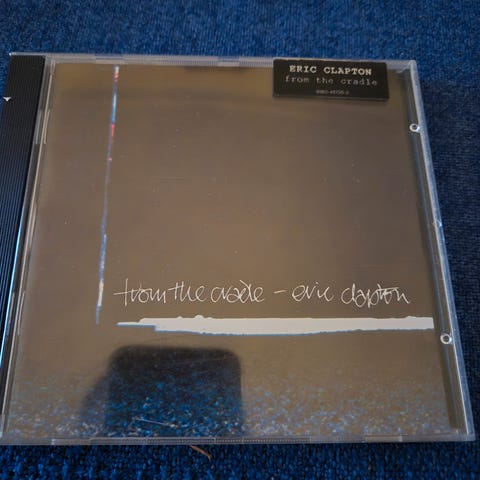 ERIC CLAPTON
from the cradle
from the cradle - eric clapton